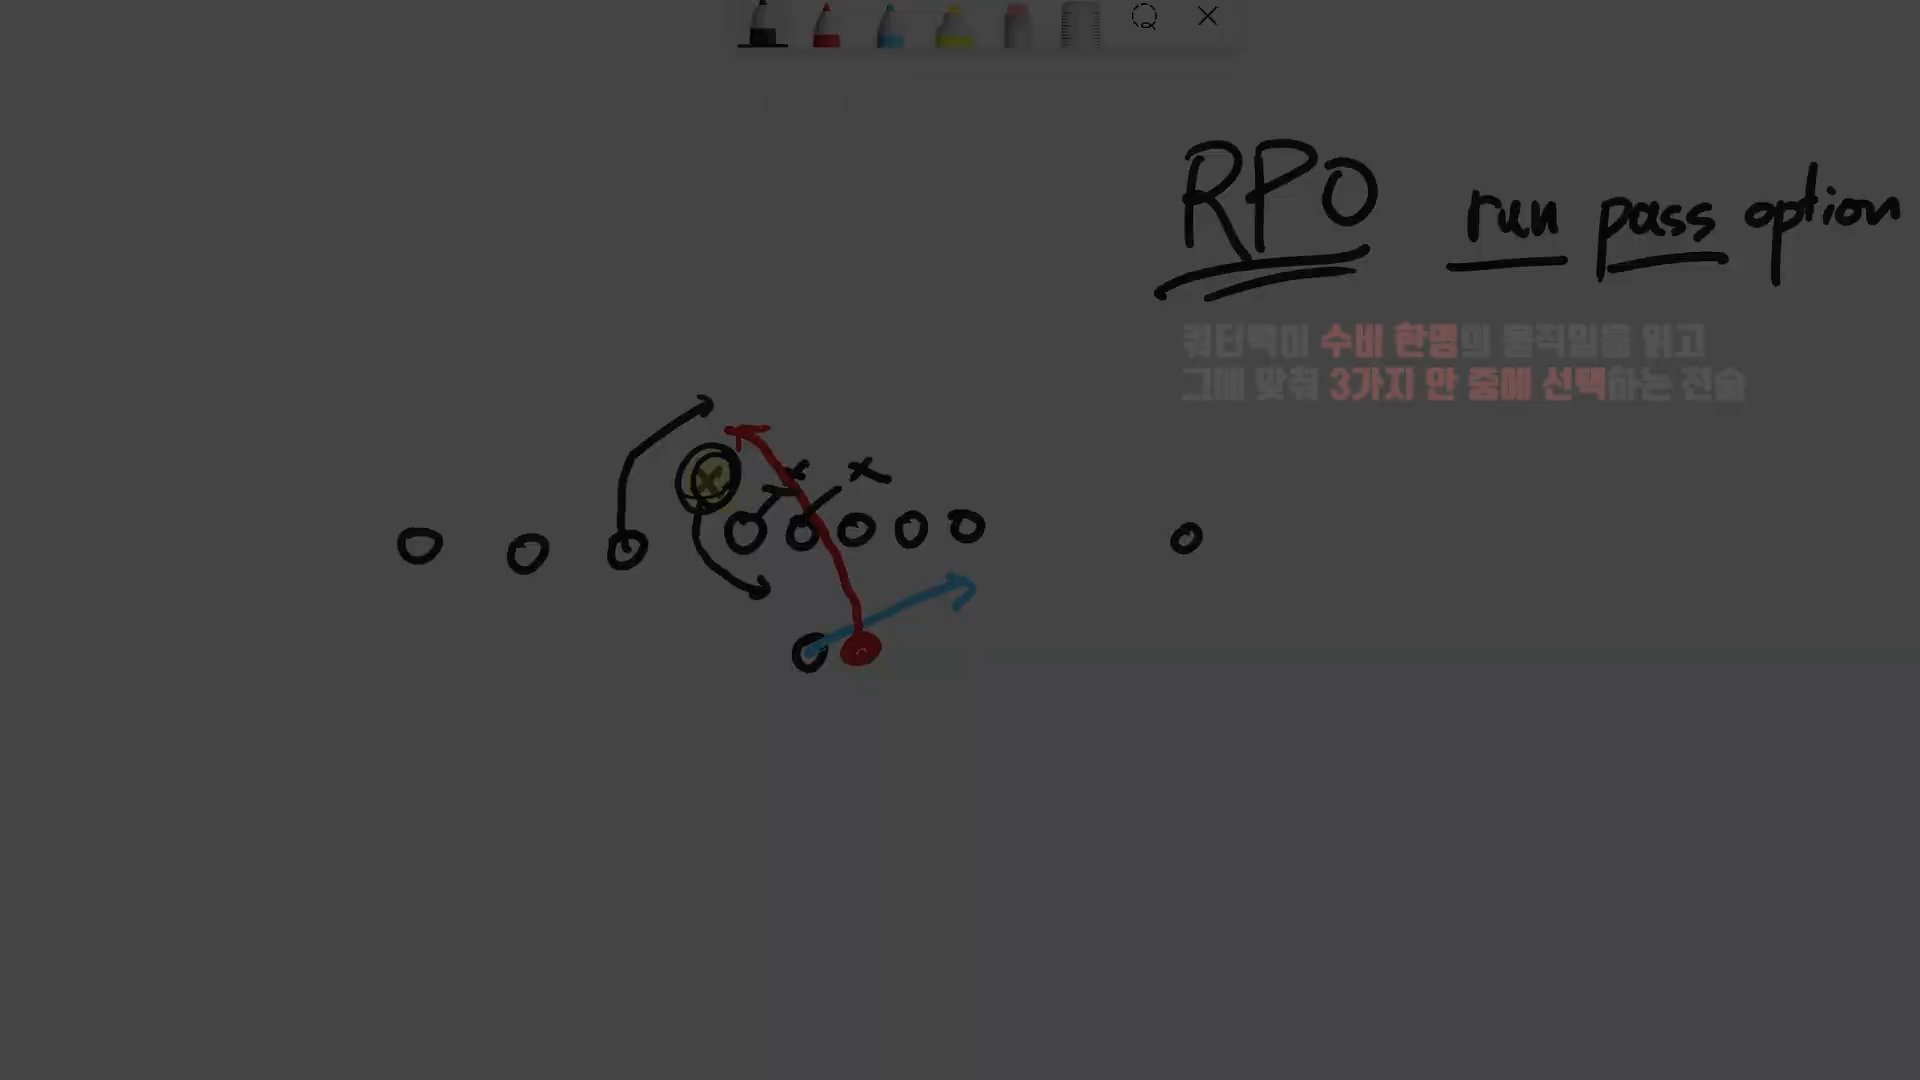 RPO run pass option
쿼터백이 수비 한명의 움직임을 읽고
그에 맞춰 3가지 안 중에 선택하는 전술